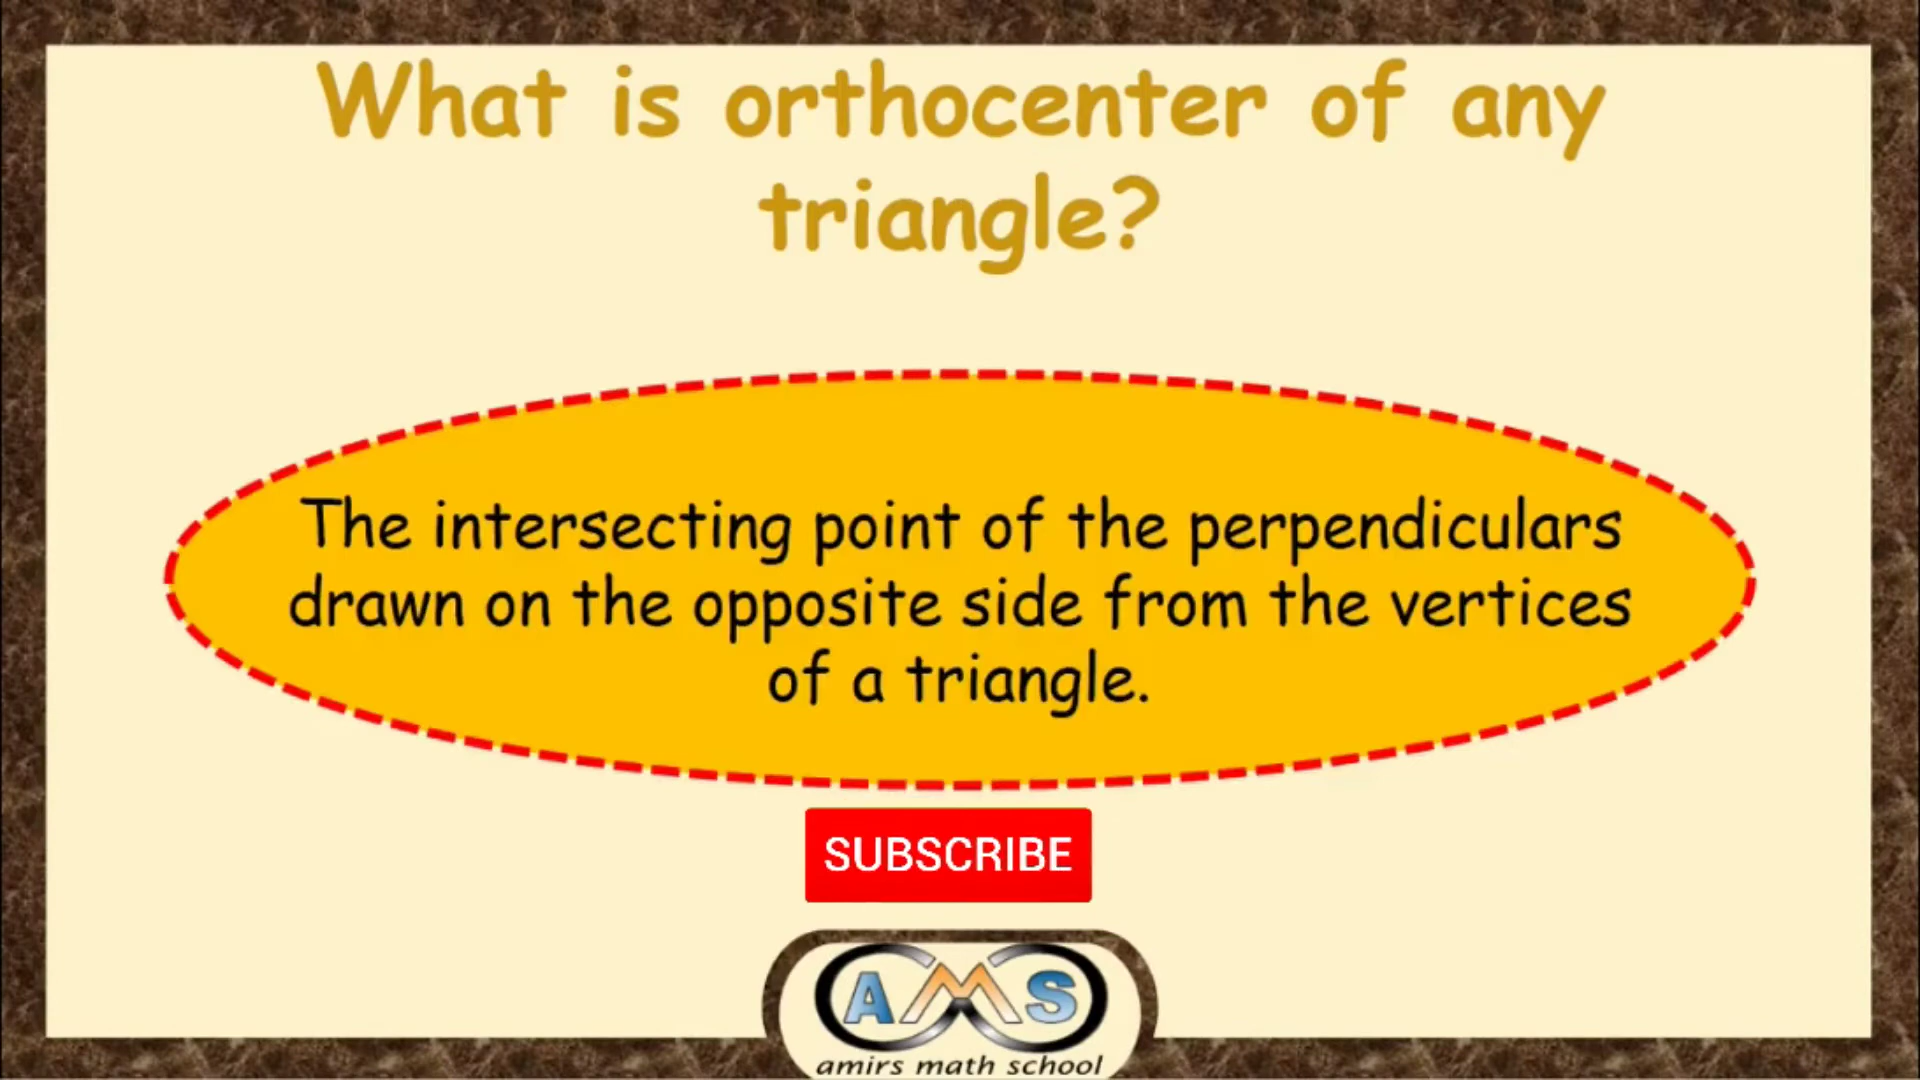 What is orthocenter of any
triangle?
The intersecting point of the perpendiculars
drawn on the opposite side from the vertices
of a triangle.
SUBSCRIBE
AMS
amirs math school